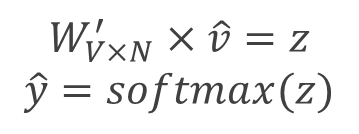 W'_{V×N} × v̂ = z
ŷ = softmax(z)